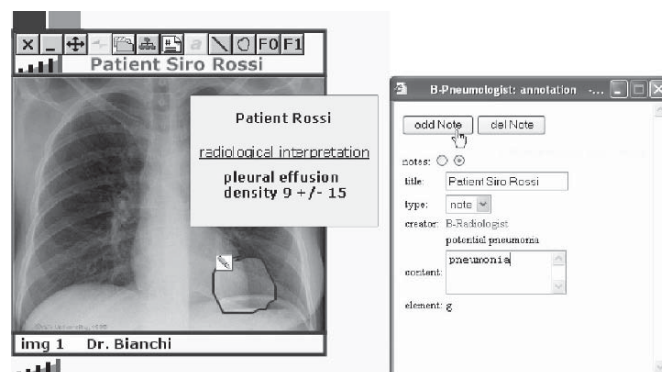 F0 F1
Patient Siro Rossi
Patient Rossi
radiological interpretation
pleural effusion
density 9 +/- 15
img 1 Dr. Bianchi
B-Pneumologist: annotation -...
add Note del Note
notes:
title: Patient Siro Rossi
type: note
creator: B-Radiologist
potential pneumonia
content: pneumonia
element: g